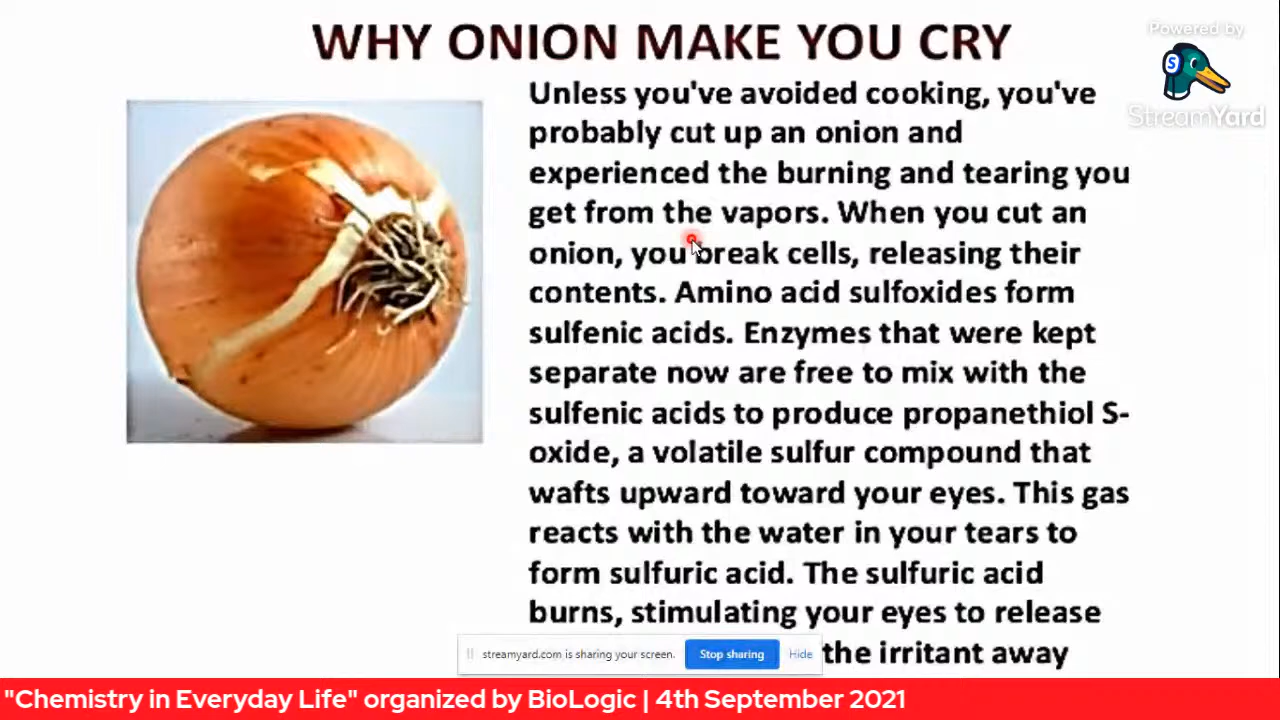 WHY ONION MAKE YOU CRY
Powered by
S
StreamYard
Unless you've avoided cooking, you've
probably cut up an onion and
experienced the burning and tearing you
get from the vapors. When you cut an
onion, you break cells, releasing their
contents. Amino acid sulfoxides form
sulfenic acids. Enzymes that were kept
separate now are free to mix with the
sulfenic acids to produce propanethiol S-
oxide, a volatile sulfur compound that
wafts upward toward your eyes. This gas
reacts with the water in your tears to
form sulfuric acid. The sulfuric acid
burns, stimulating your eyes to release
the irritant away
streamyard.com is sharing your screen.
Stop sharing
Hide
"Chemistry in Everyday Life" organized by BioLogic | 4th September 2021